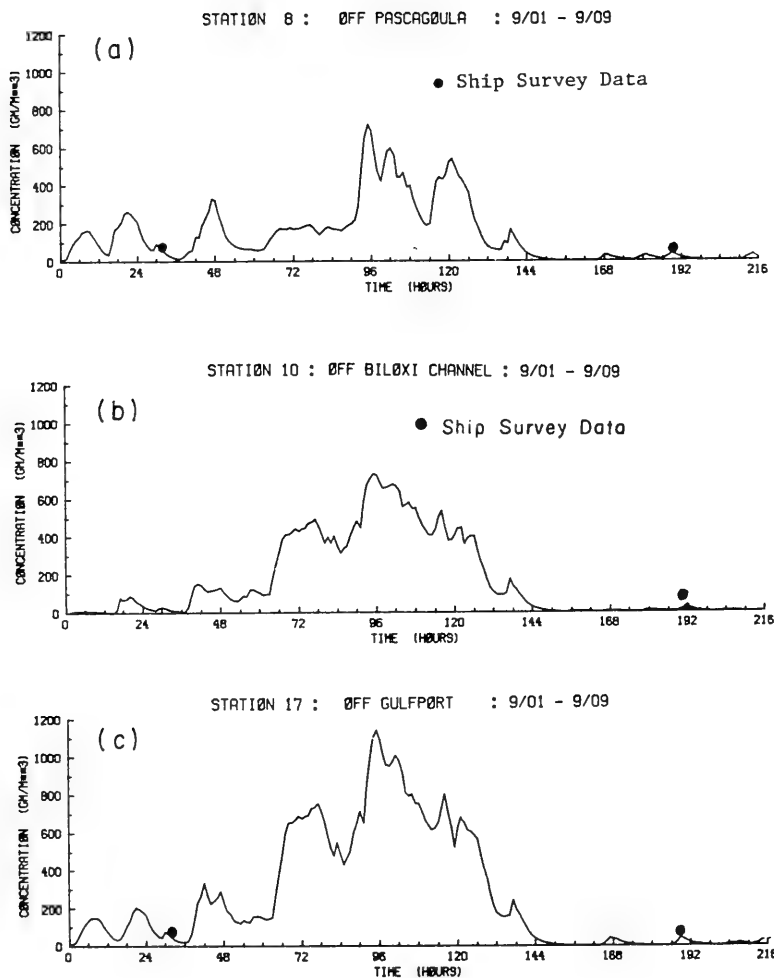 STATIØN 8 : ØFF PASCAGØULA : 9/01 - 9/09
(a)
● Ship Survey Data
CØNCENTRATIØN (GM/M**3)
1200
1000
800
600
400
200
0
0 24 48 72 96 120 144 168 192 216
TIME (HØURS)
STATIØN 10 : ØFF BILØXI CHANNEL : 9/01 - 9/09
(b)
● Ship Survey Data
CØNCENTRATIØN (GM/M**3)
1200
1000
800
600
400
200
0
0 24 48 72 96 120 144 168 192 216
TIME (HØURS)
STATIØN 17 : ØFF GULFPØRT : 9/01 - 9/09
(c)
CØNCENTRATIØN (GM/M**3)
1200
1000
800
600
400
200
0
0 24 48 72 96 120 144 168 192 216
TIME (HØURS)